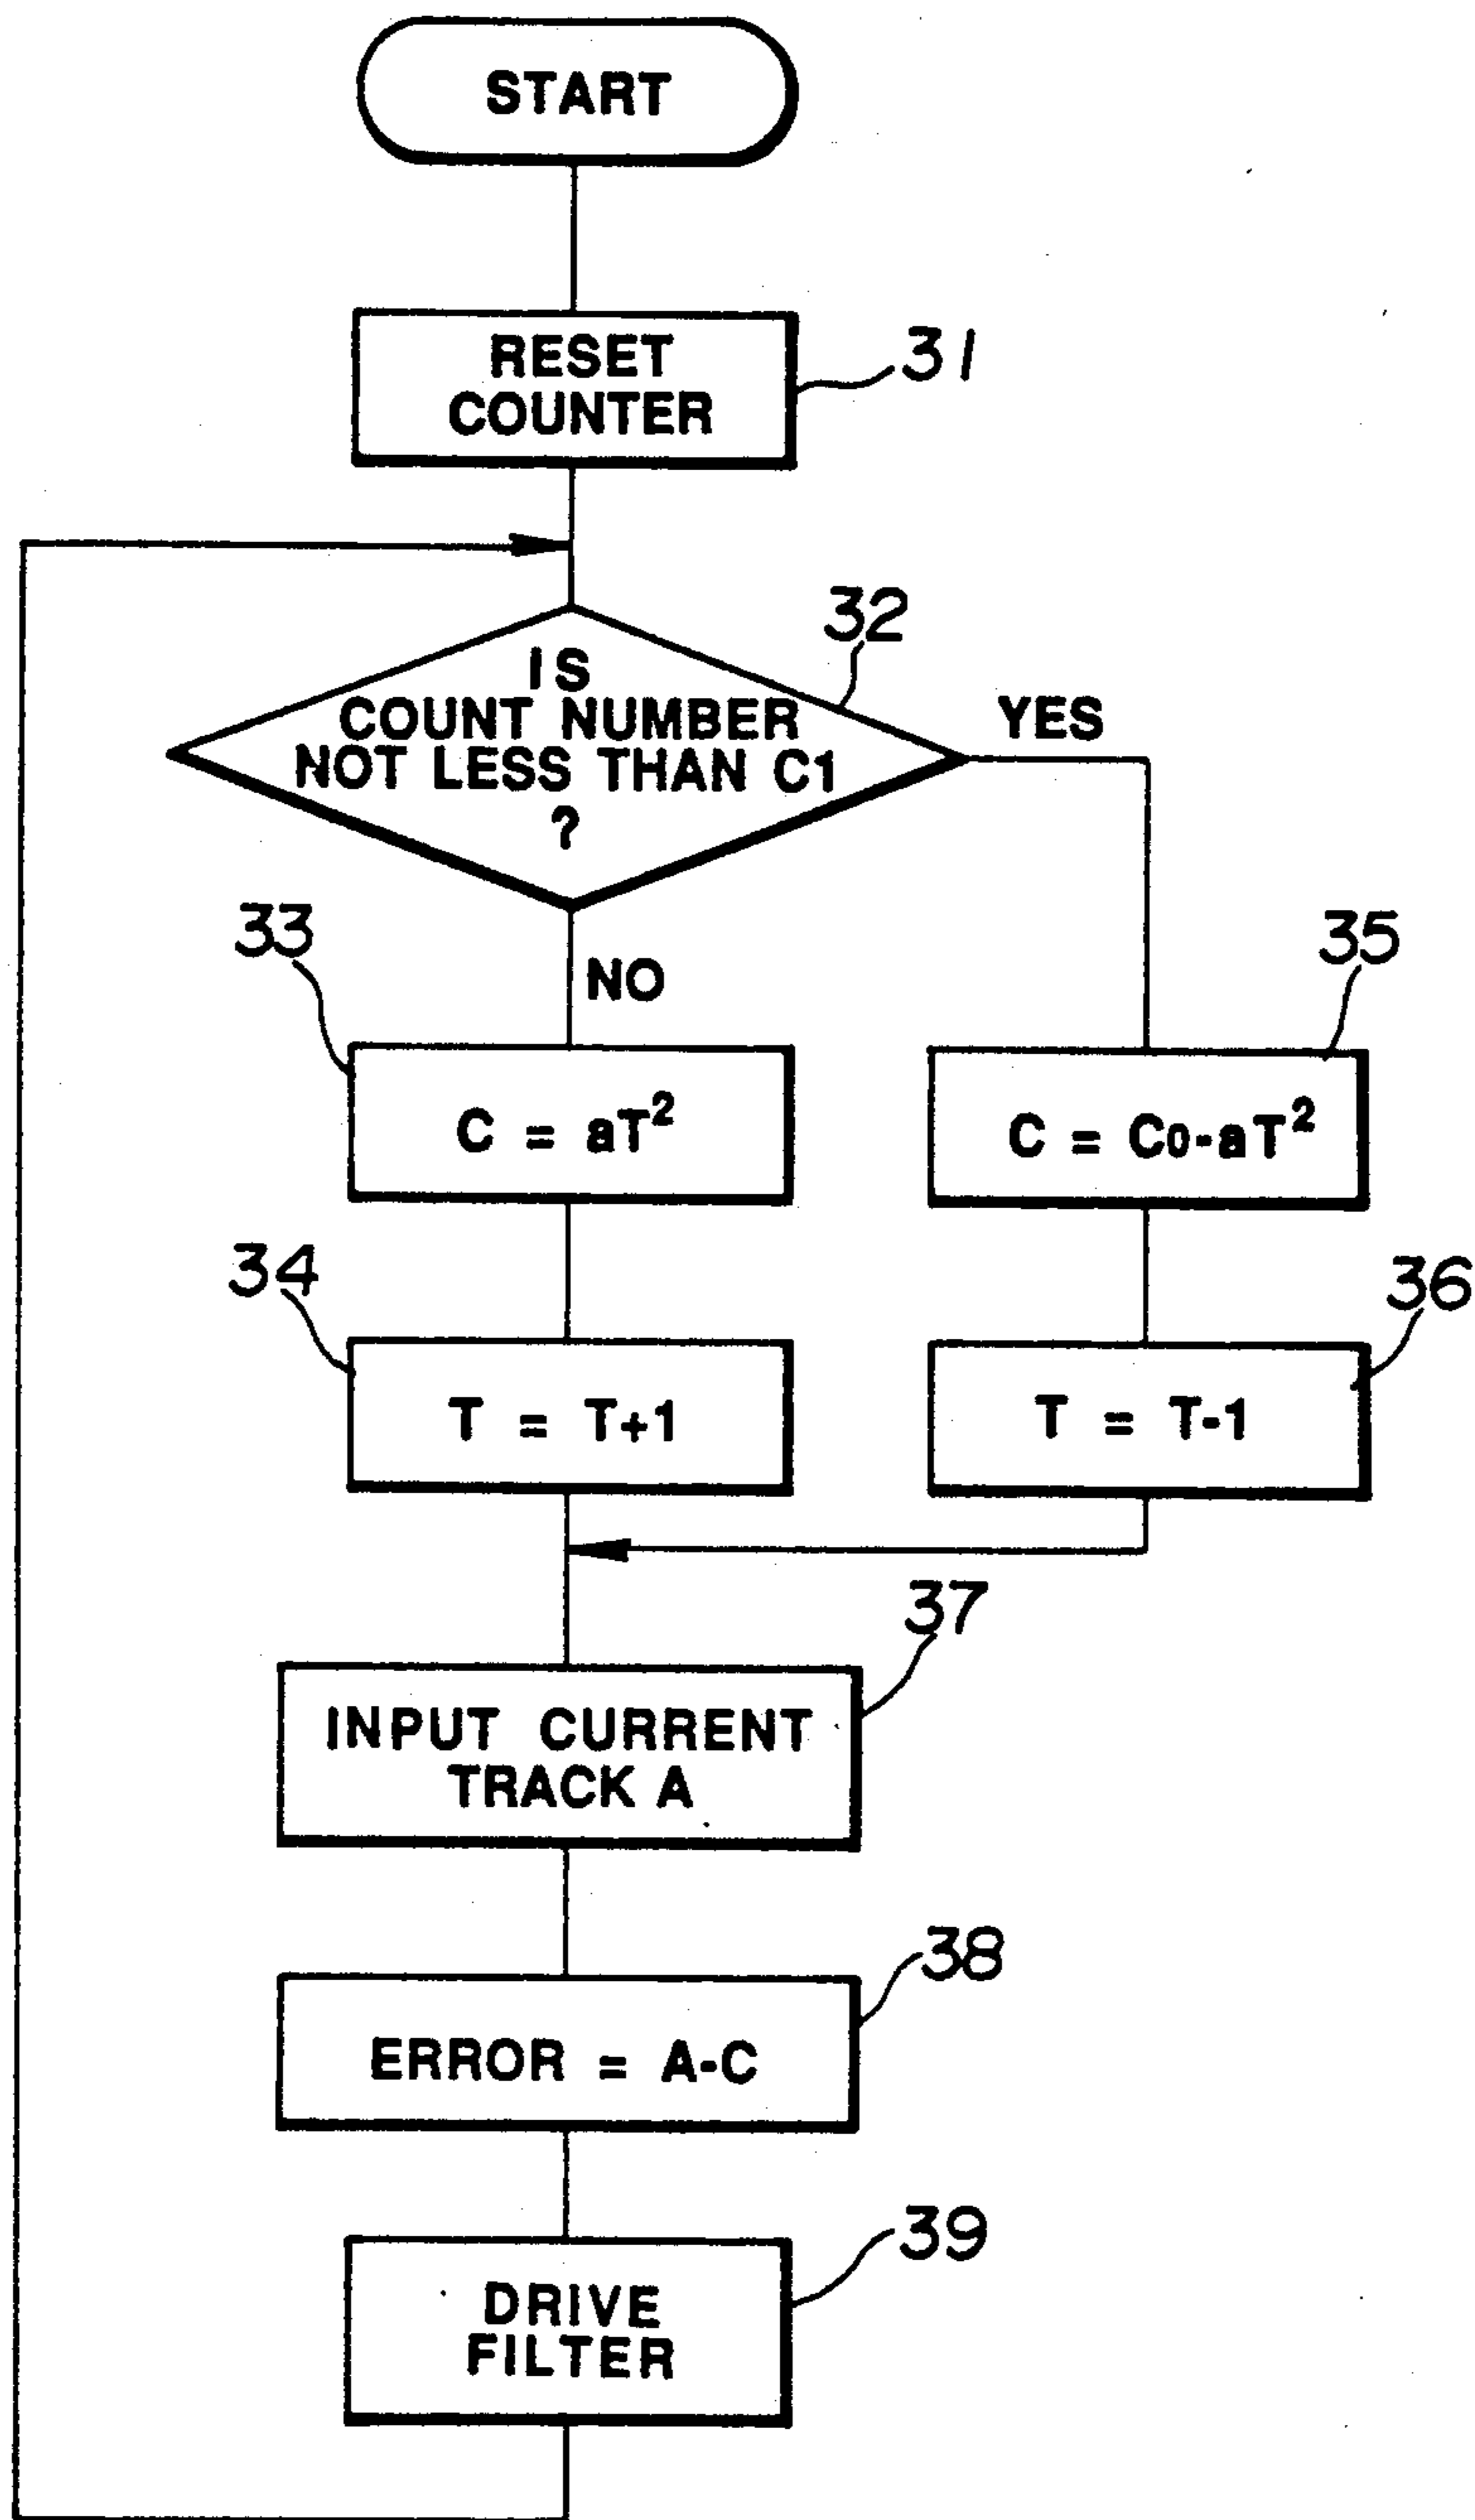 START
RESET
COUNTER
31
32
IS
COUNT NUMBER
NOT LESS THAN C1
?
YES
NO
33
35
C = aT²
C = C0-aT²
34
36
T = T+1
T = T-1
37
INPUT CURRENT
TRACK A
38
ERROR = A-C
39
DRIVE
FILTER